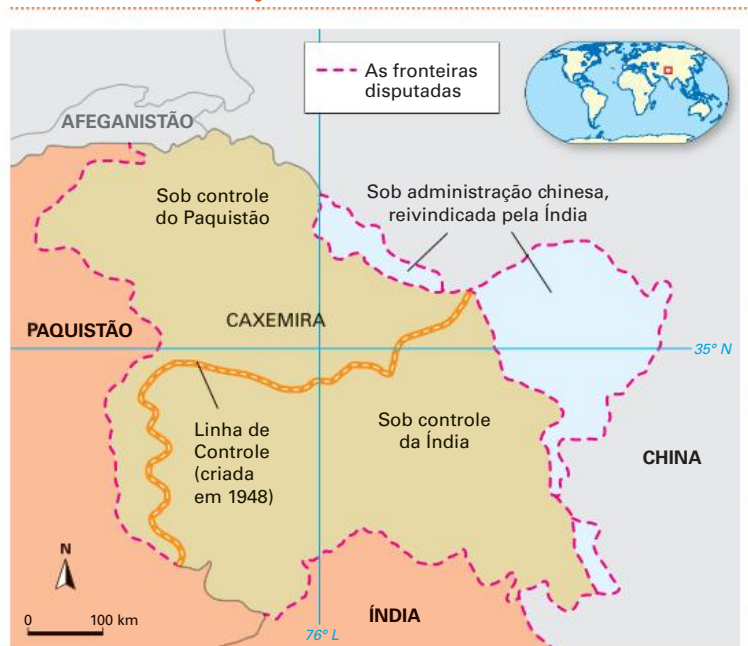 As fronteiras
disputadas
AFEGANISTÃO
Sob controle
do Paquistão
Sob administração chinesa,
reivindicada pela Índia
PAQUISTÃO
CAXEMIRA
35° N
Linha de
Controle
(criada
em 1948)
Sob controle
da Índia
CHINA
N
0 100 km
ÍNDIA
76° L